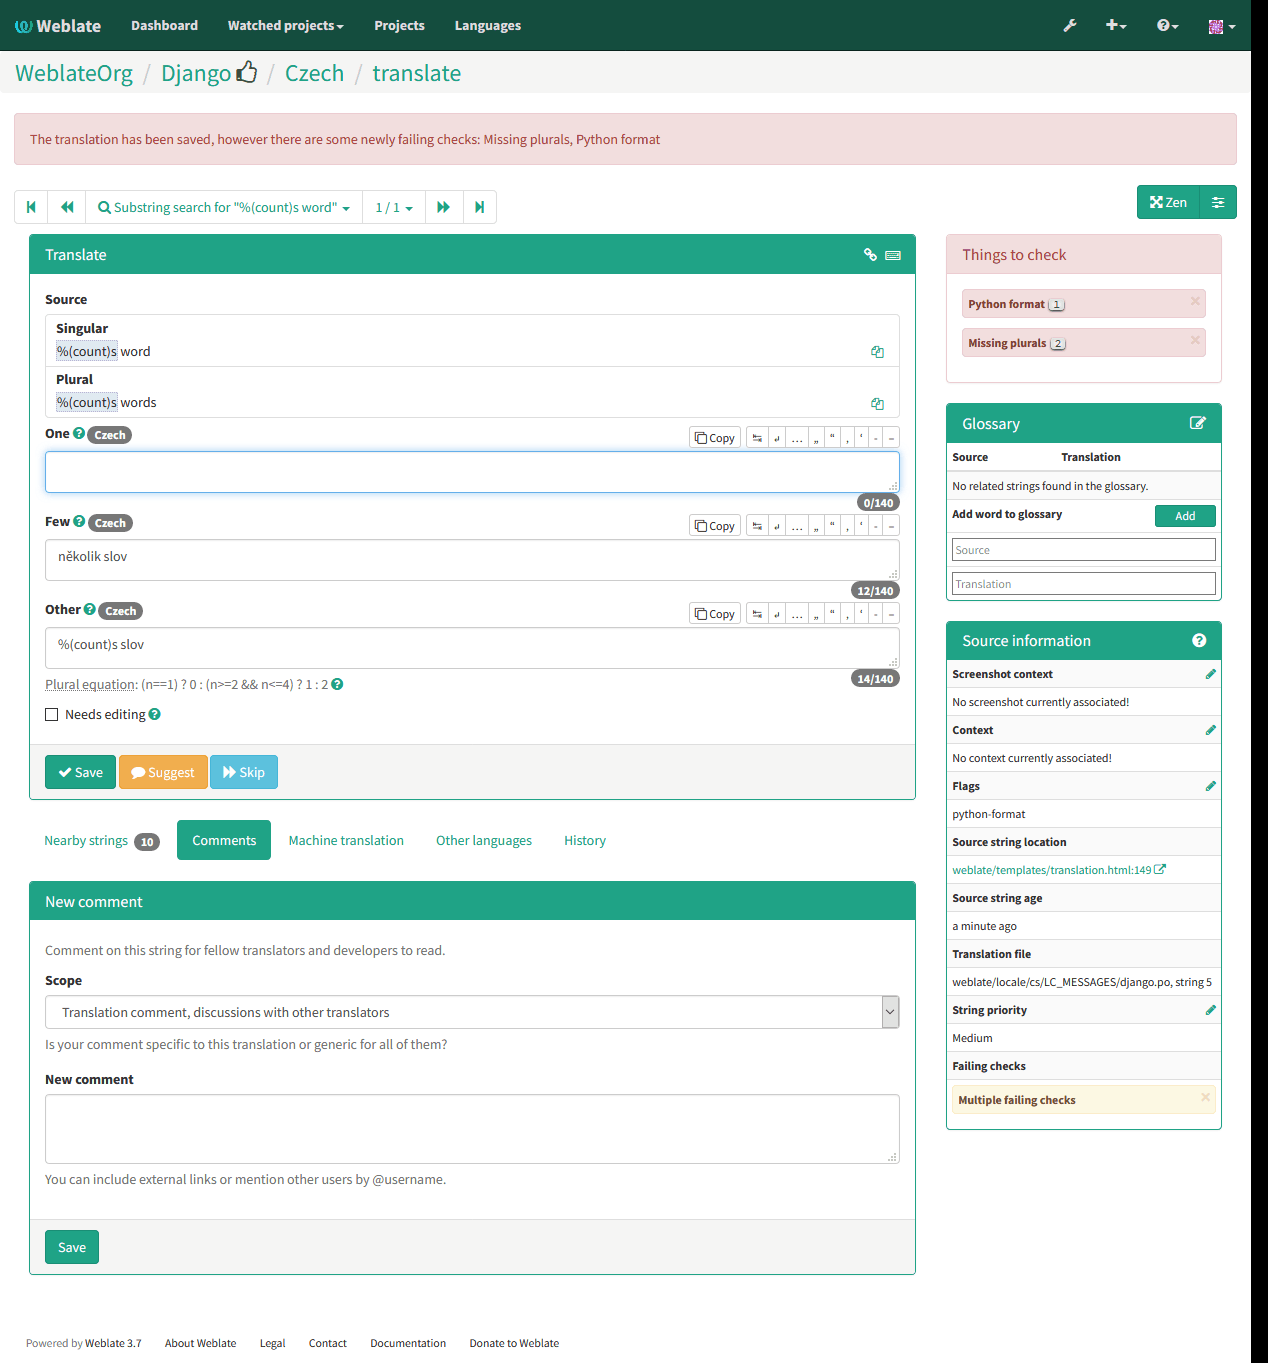 Weblate Dashboard Watched projects Projects Languages
WeblateOrg / Django / Czech / translate
The translation has been saved, however there are some newly failing checks: Missing plurals, Python format
Substring search for "%(count)s word" 1 / 1
Zen
Translate
Source
Singular
%(count)s word
Plural
%(count)s words
One Czech
Copy ↹ ↵ … „ “ ‚ ‘ - –
0/140
Few Czech
Copy ↹ ↵ … „ “ ‚ ‘ - –
několik slov
12/140
Other Czech
Copy ↹ ↵ … „ “ ‚ ‘ - –
%(count)s slov
14/140
Plural equation: (n==1) ? 0 : (n>=2 && n<=4) ? 1 : 2
Needs editing
Save Suggest Skip
Nearby strings 10 Comments Machine translation Other languages History
New comment
Comment on this string for fellow translators and developers to read.
Scope
Translation comment, discussions with other translators
Is your comment specific to this translation or generic for all of them?
New comment
You can include external links or mention other users by @username.
Save
Things to check
Python format 1
Missing plurals 2
Glossary
Source Translation
No related strings found in the glossary.
Add word to glossary Add
Source
Translation
Source information
Screenshot context
No screenshot currently associated!
Context
No context currently associated!
Flags
python-format
Source string location
weblate/templates/translation.html:149
Source string age
a minute ago
Translation file
weblate/locale/cs/LC_MESSAGES/django.po, string 5
String priority
Medium
Failing checks
Multiple failing checks
Powered by Weblate 3.7 About Weblate Legal Contact Documentation Donate to Weblate